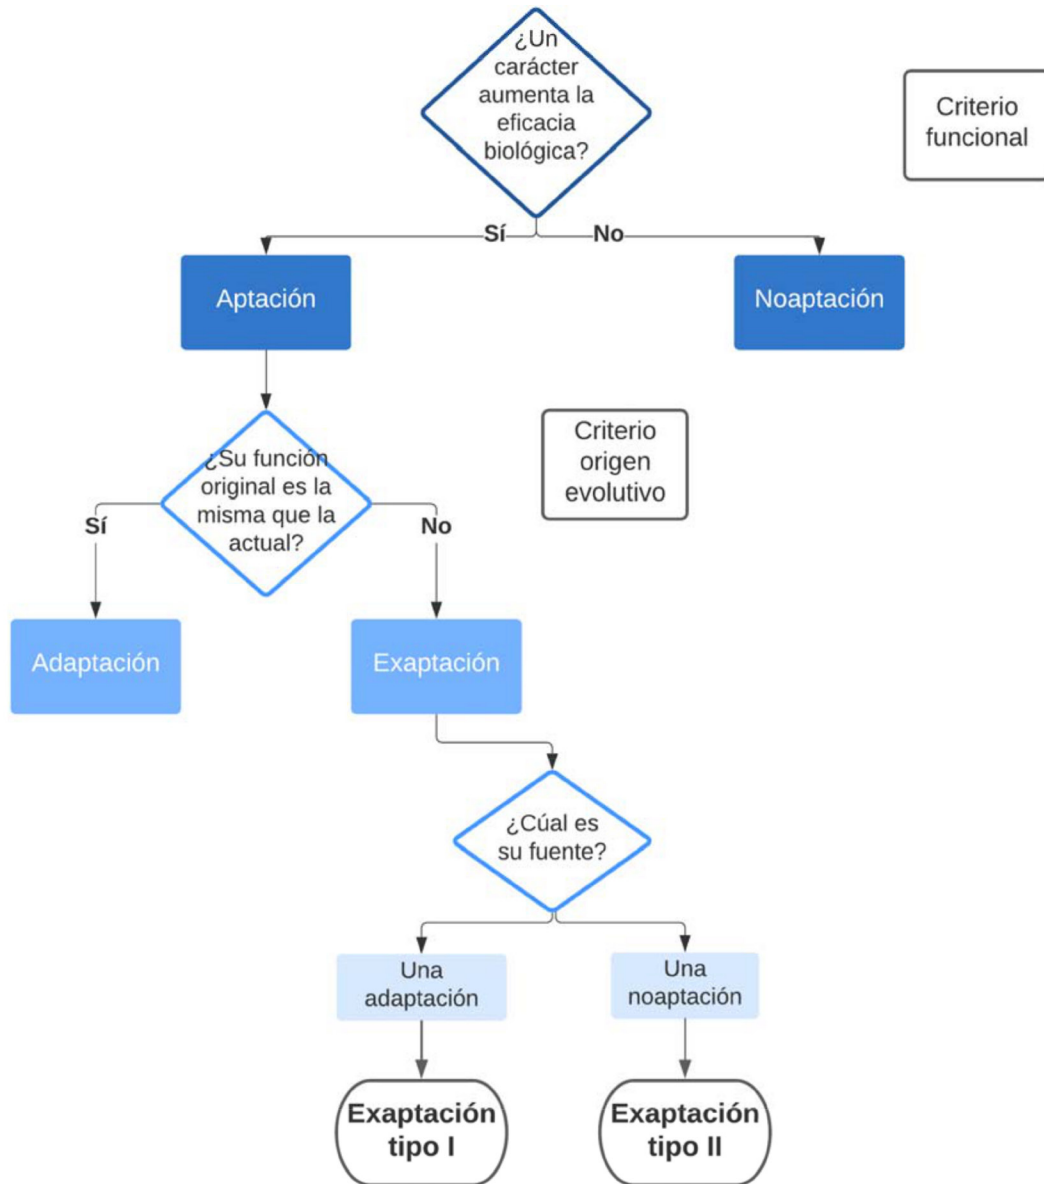 ¿Un
carácter
aumenta la
eficacia
biológica?
Criterio
funcional
Sí
No
Aptación
Noaptación
Criterio
origen
evolutivo
¿Su función
original es la
misma que la
actual?
Sí
No
Adaptación
Exaptación
¿Cúal es
su fuente?
Una
adaptación
Una
noaptación
Exaptación
tipo I
Exaptación
tipo II